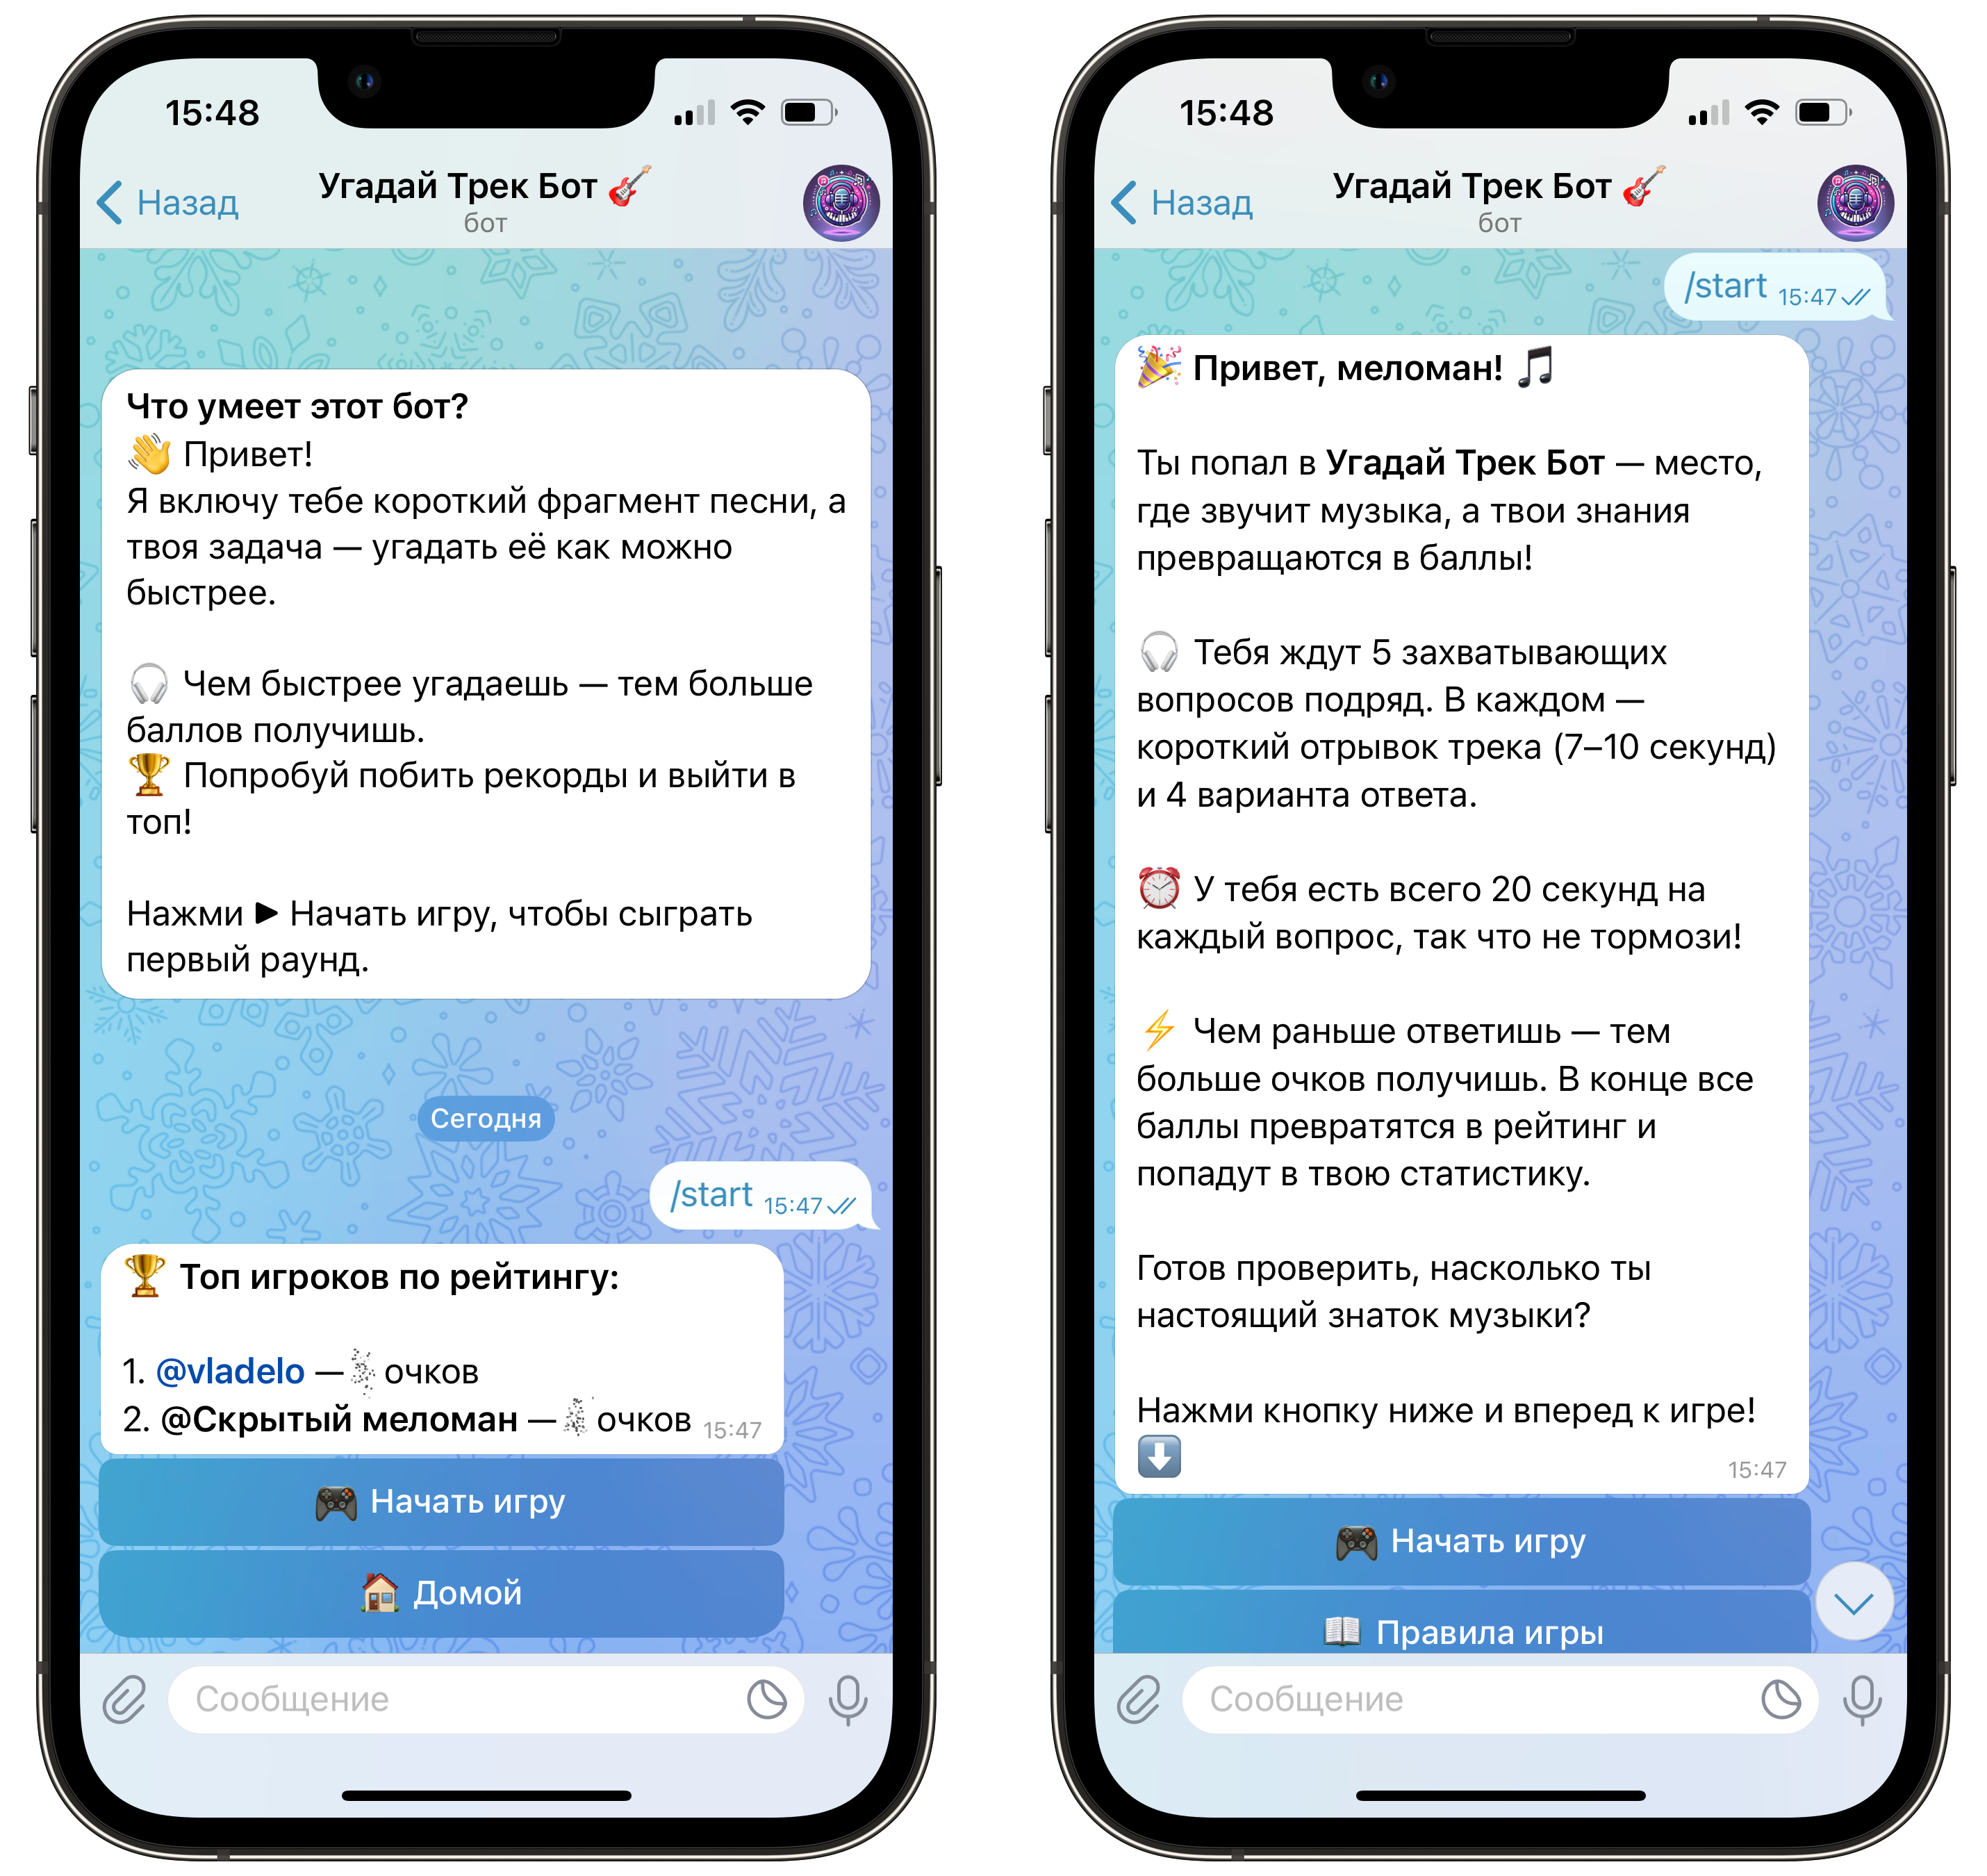 15:48
Назад
Угадай Трек Бот 🎸
бот
Что умеет этот бот?
👋 Привет!
Я включу тебе короткий фрагмент песни, а
твоя задача — угадать её как можно
быстрее.
🎧 Чем быстрее угадаешь — тем больше
баллов получишь.
🏆 Попробуй побить рекорды и выйти в
топ!
Нажми ▶ Начать игру, чтобы сыграть
первый раунд.
Сегодня
/start 15:47
🏆 Топ игроков по рейтингу:
1. @vladelo — очков
2. @Скрытый меломан — очков 15:47
🎮 Начать игру
🏠 Домой
Сообщение
15:48
Назад
Угадай Трек Бот 🎸
бот
/start 15:47
🎉 Привет, меломан! 🎵
Ты попал в Угадай Трек Бот — место,
где звучит музыка, а твои знания
превращаются в баллы!
🎧 Тебя ждут 5 захватывающих
вопросов подряд. В каждом —
короткий отрывок трека (7–10 секунд)
и 4 варианта ответа.
⏰ У тебя есть всего 20 секунд на
каждый вопрос, так что не тормози!
⚡ Чем раньше ответишь — тем
больше очков получишь. В конце все
баллы превратятся в рейтинг и
попадут в твою статистику.
Готов проверить, насколько ты
настоящий знаток музыки?
Нажми кнопку ниже и вперед к игре!
⬇️ 15:47
🎮 Начать игру
📖 Правила игры
Сообщение